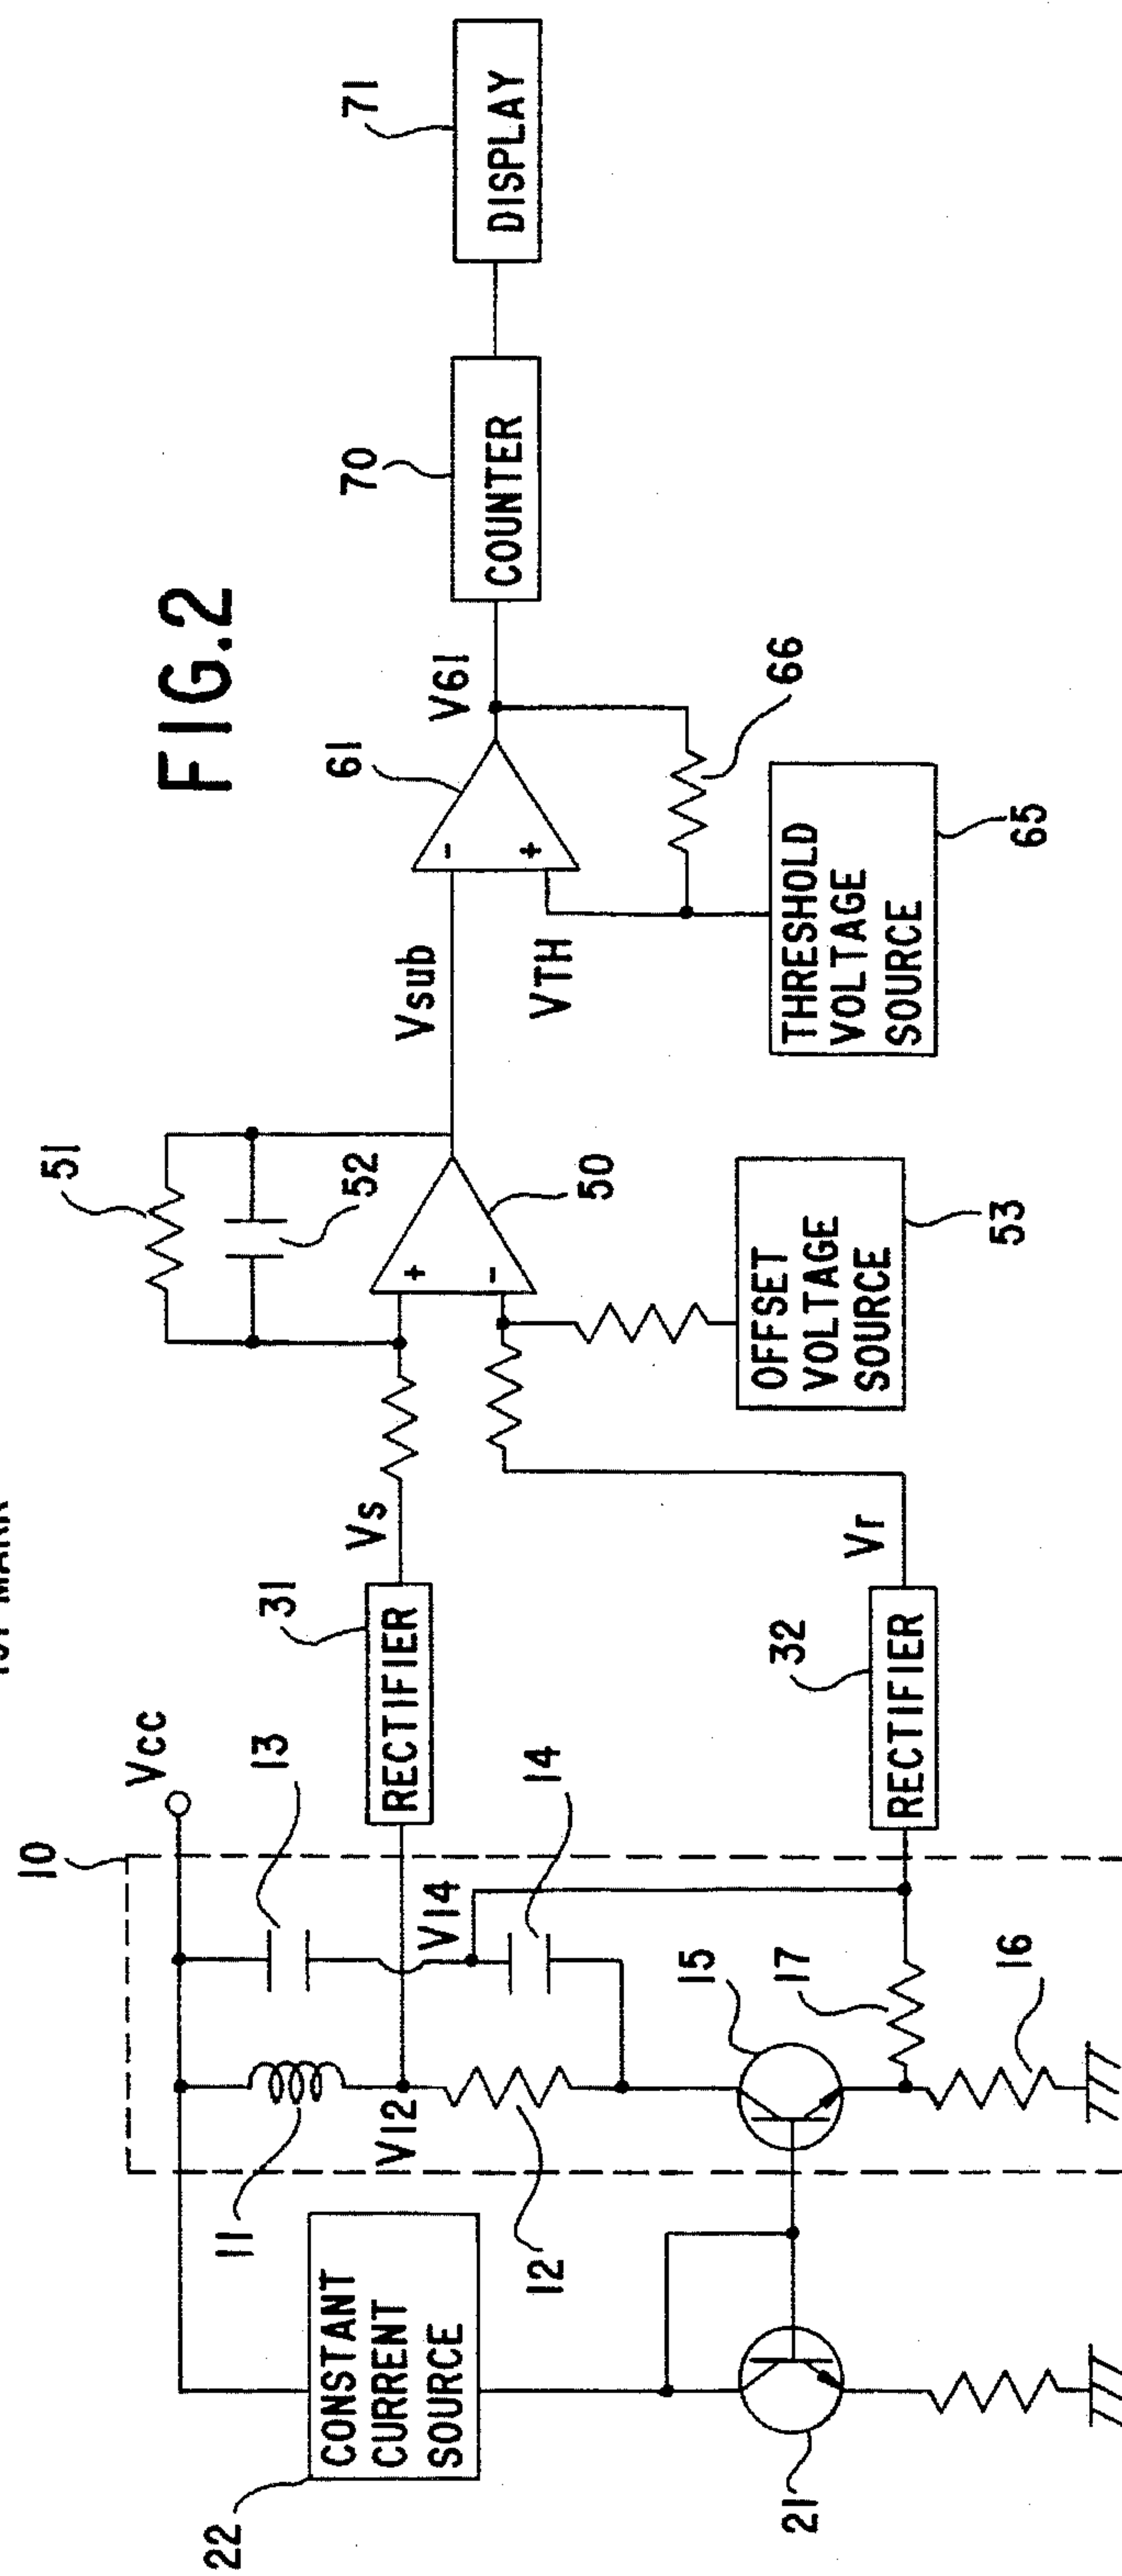 FIG.2
10
Vcc
22
CONSTANT
CURRENT
SOURCE
21
11
12
13
14
V12
V14
15
16
17
31
RECTIFIER
Vs
32
RECTIFIER
Vr
51
52
+
-
50
OFFSET
VOLTAGE
SOURCE
53
Vsub
VTH
61
-
+
V61
66
THRESHOLD
VOLTAGE
SOURCE
65
70
COUNTER
71
DISPLAY